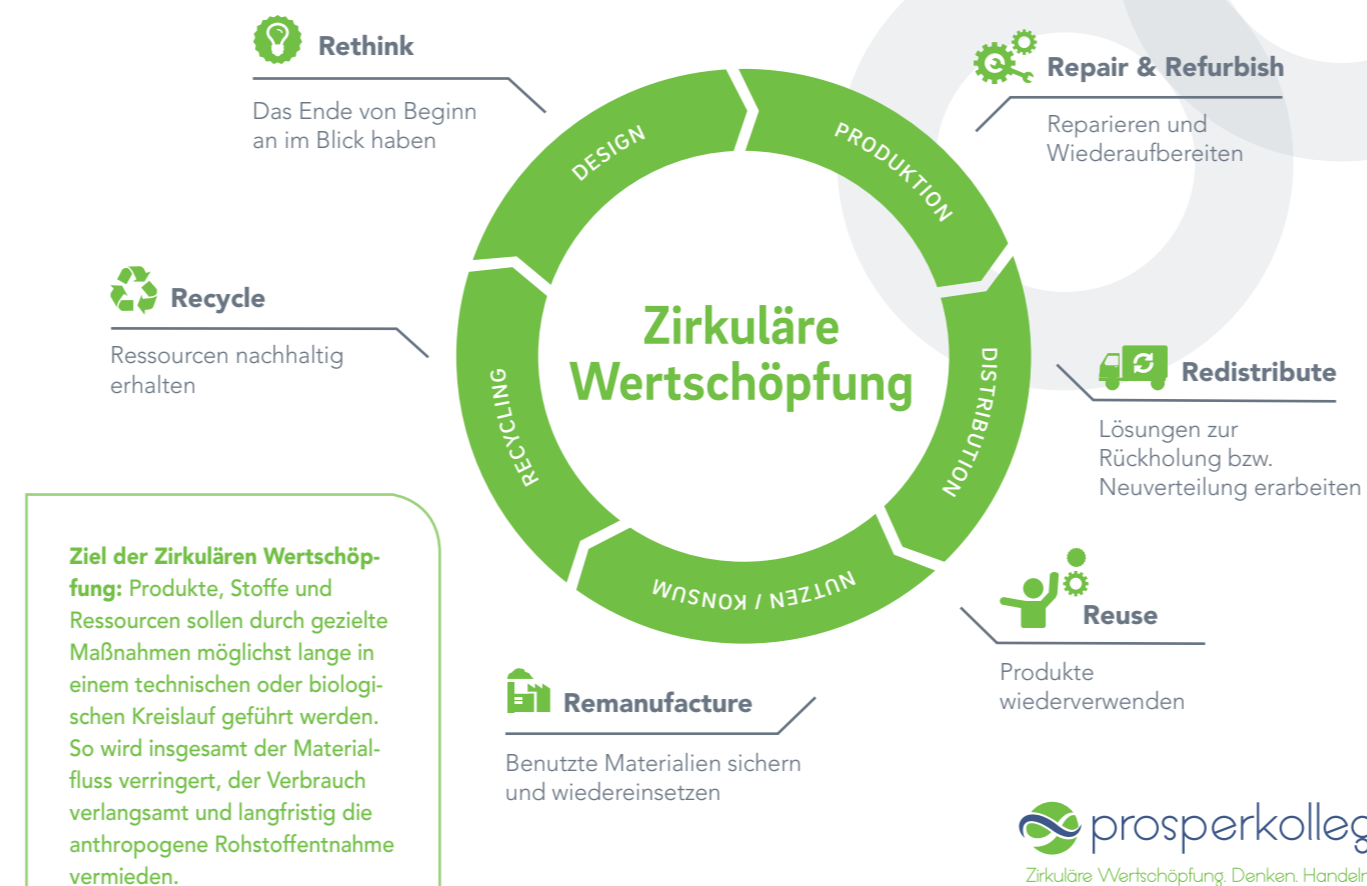 Rethink
Das Ende von Beginn
an im Blick haben
Repair & Refurbish
Reparieren und
Wiederaufbereiten
DESIGN
PRODUKTION
DISTRIBUTION
NUTZEN / KONSUM
RECYCLING
Zirkuläre
Wertschöpfung
Recycle
Ressourcen nachhaltig
erhalten
Redistribute
Lösungen zur
Rückholung bzw.
Neuverteilung erarbeiten
Reuse
Produkte
wiederverwenden
Remanufacture
Benutzte Materialien sichern
und wiedereinsetzen
Ziel der Zirkulären Wertschöp-
fung: Produkte, Stoffe und
Ressourcen sollen durch gezielte
Maßnahmen möglichst lange in
einem technischen oder biologi-
schen Kreislauf geführt werden.
So wird insgesamt der Material-
fluss verringert, der Verbrauch
verlangsamt und langfristig die
anthropogene Rohstoffentnahme
vermieden.
prosperkolleg
Zirkuläre Wertschöpfung. Denken. Handeln